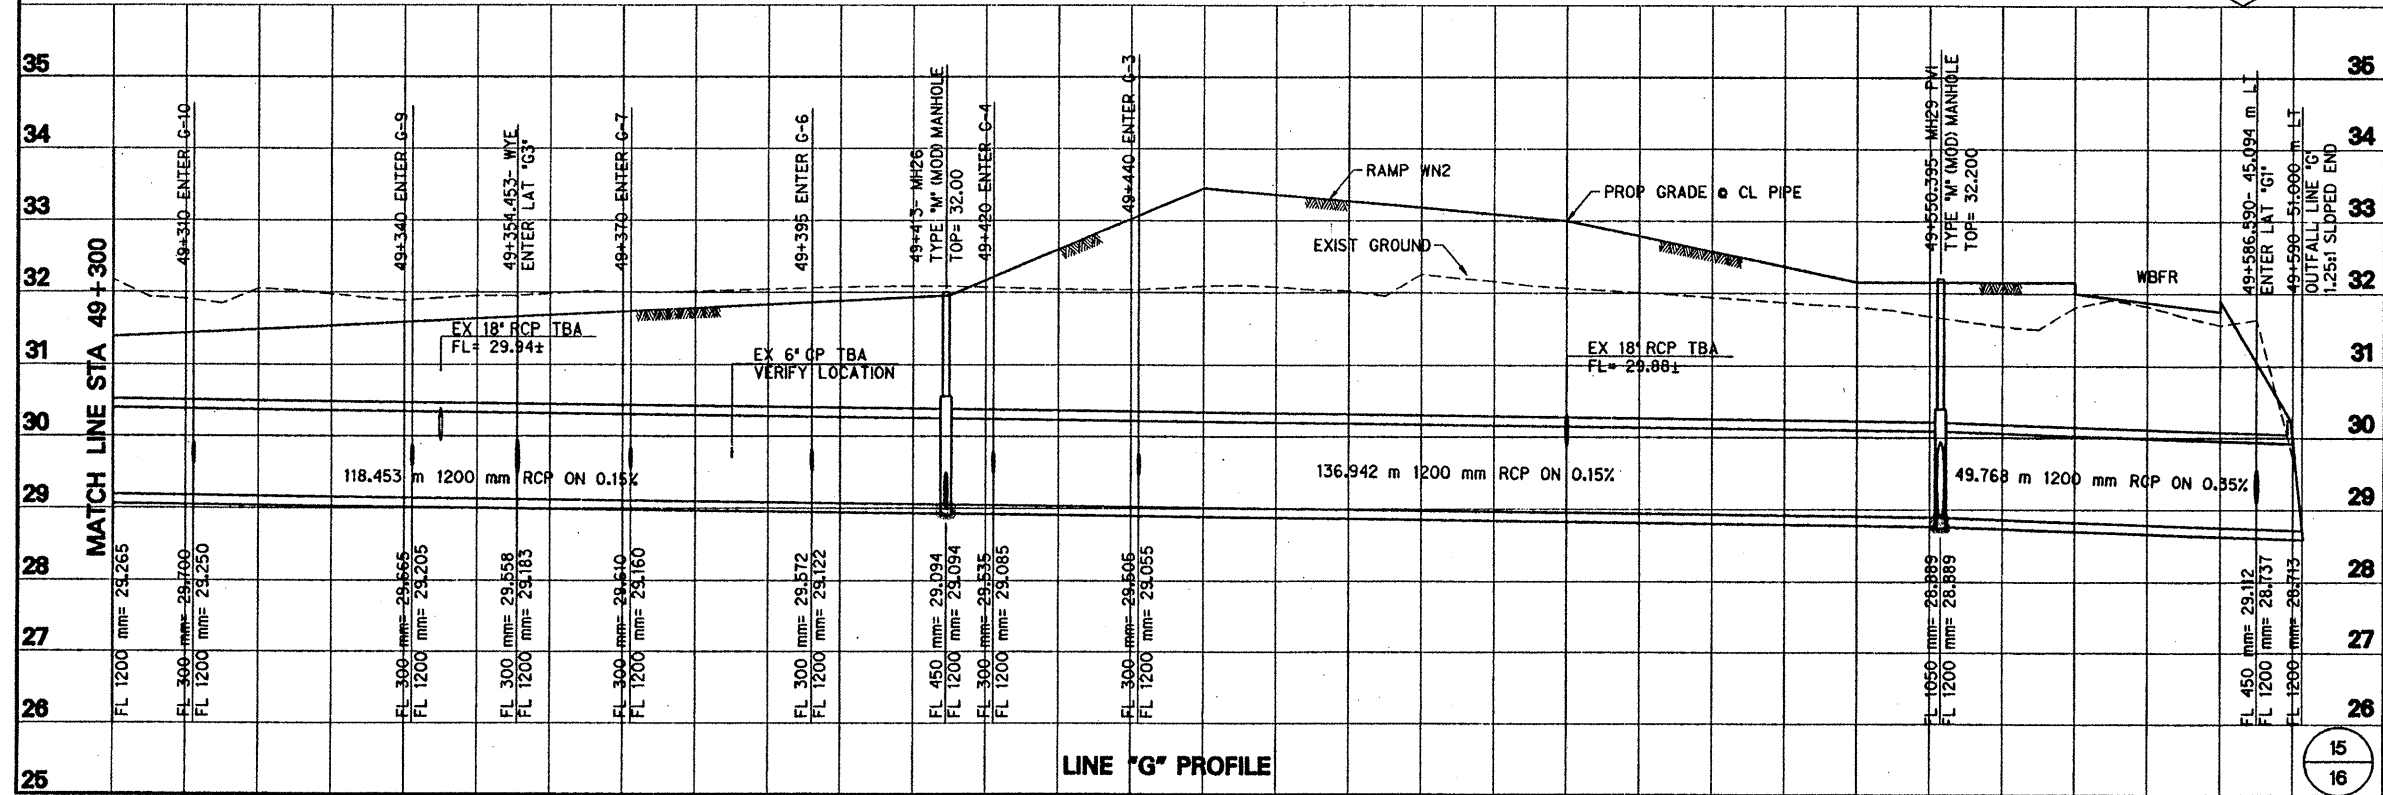 35
34
33
32
31
30
29
28
27
26
25
MATCH LINE STA 49+300
49+340 ENTER G-9
49+354.453- WYE
ENTER LAT "G3"
49+370 ENTER G-7
49+395 ENTER G-6
49+413- MH26
TYPE "M" (MOD) MANHOLE
TOP= 32.00
49+420 ENTER G-4
49+440 ENTER G-3
RAMP WN2
PROP GRADE @ CL PIPE
EXIST GROUND
49+550.395- MH29 PVI
TYPE "M" (MOD) MANHOLE
TOP= 32.200
WBFR
49+586.590- 45.094 m LT
ENTER LAT "G1"
49+590 51.000 m LT
OUTFALL LINE "G"
1.25:1 SLOPED END
EX 18" RCP TBA
FL= 29.94±
EX 6" CP TBA
VERIFY LOCATION
EX 18" RCP TBA
FL= 29.88±
118.453 m 1200 mm RCP ON 0.15%
136.942 m 1200 mm RCP ON 0.15%
49.768 m 1200 mm RCP ON 0.35%
FL 1200 mm= 29.265
FL 300 mm= 29.700
FL 1200 mm= 29.250
FL 300 mm= 29.665
FL 1200 mm= 29.205
FL 300 mm= 29.558
FL 1200 mm= 29.183
FL 300 mm= 29.610
FL 1200 mm= 29.160
FL 300 mm= 29.572
FL 1200 mm= 29.122
FL 450 mm= 29.094
FL 1200 mm= 29.094
FL 300 mm= 29.535
FL 1200 mm= 29.085
FL 300 mm= 29.506
FL 1200 mm= 29.055
FL 1050 mm= 28.889
FL 1200 mm= 28.889
FL 450 mm= 29.112
FL 1200 mm= 28.737
FL 1200 mm= 28.713
35
34
33
32
31
30
29
28
27
26
LINE "G" PROFILE
15
16